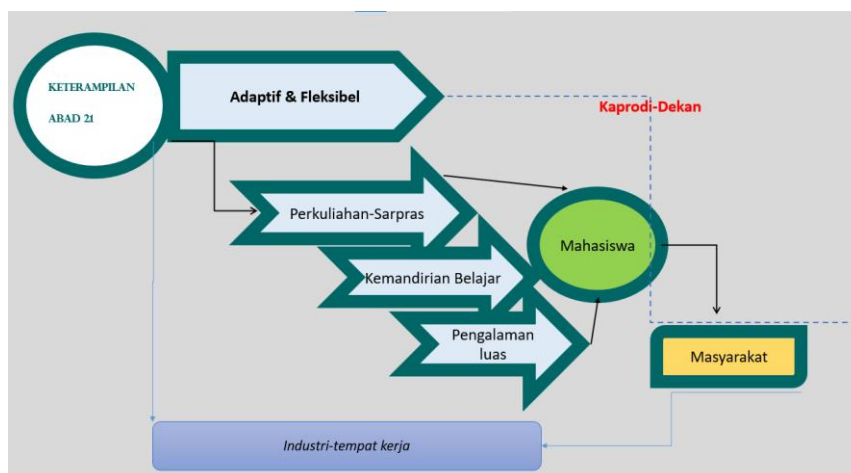 KETERAMPILAN
ABAD 21
Adaptif & Fleksibel
Kaprodi-Dekan
Perkuliahan-Sarpras
Mahasiswa
Kemandirian Belajar
Pengalaman
luas
Masyarakat
Industri-tempat kerja